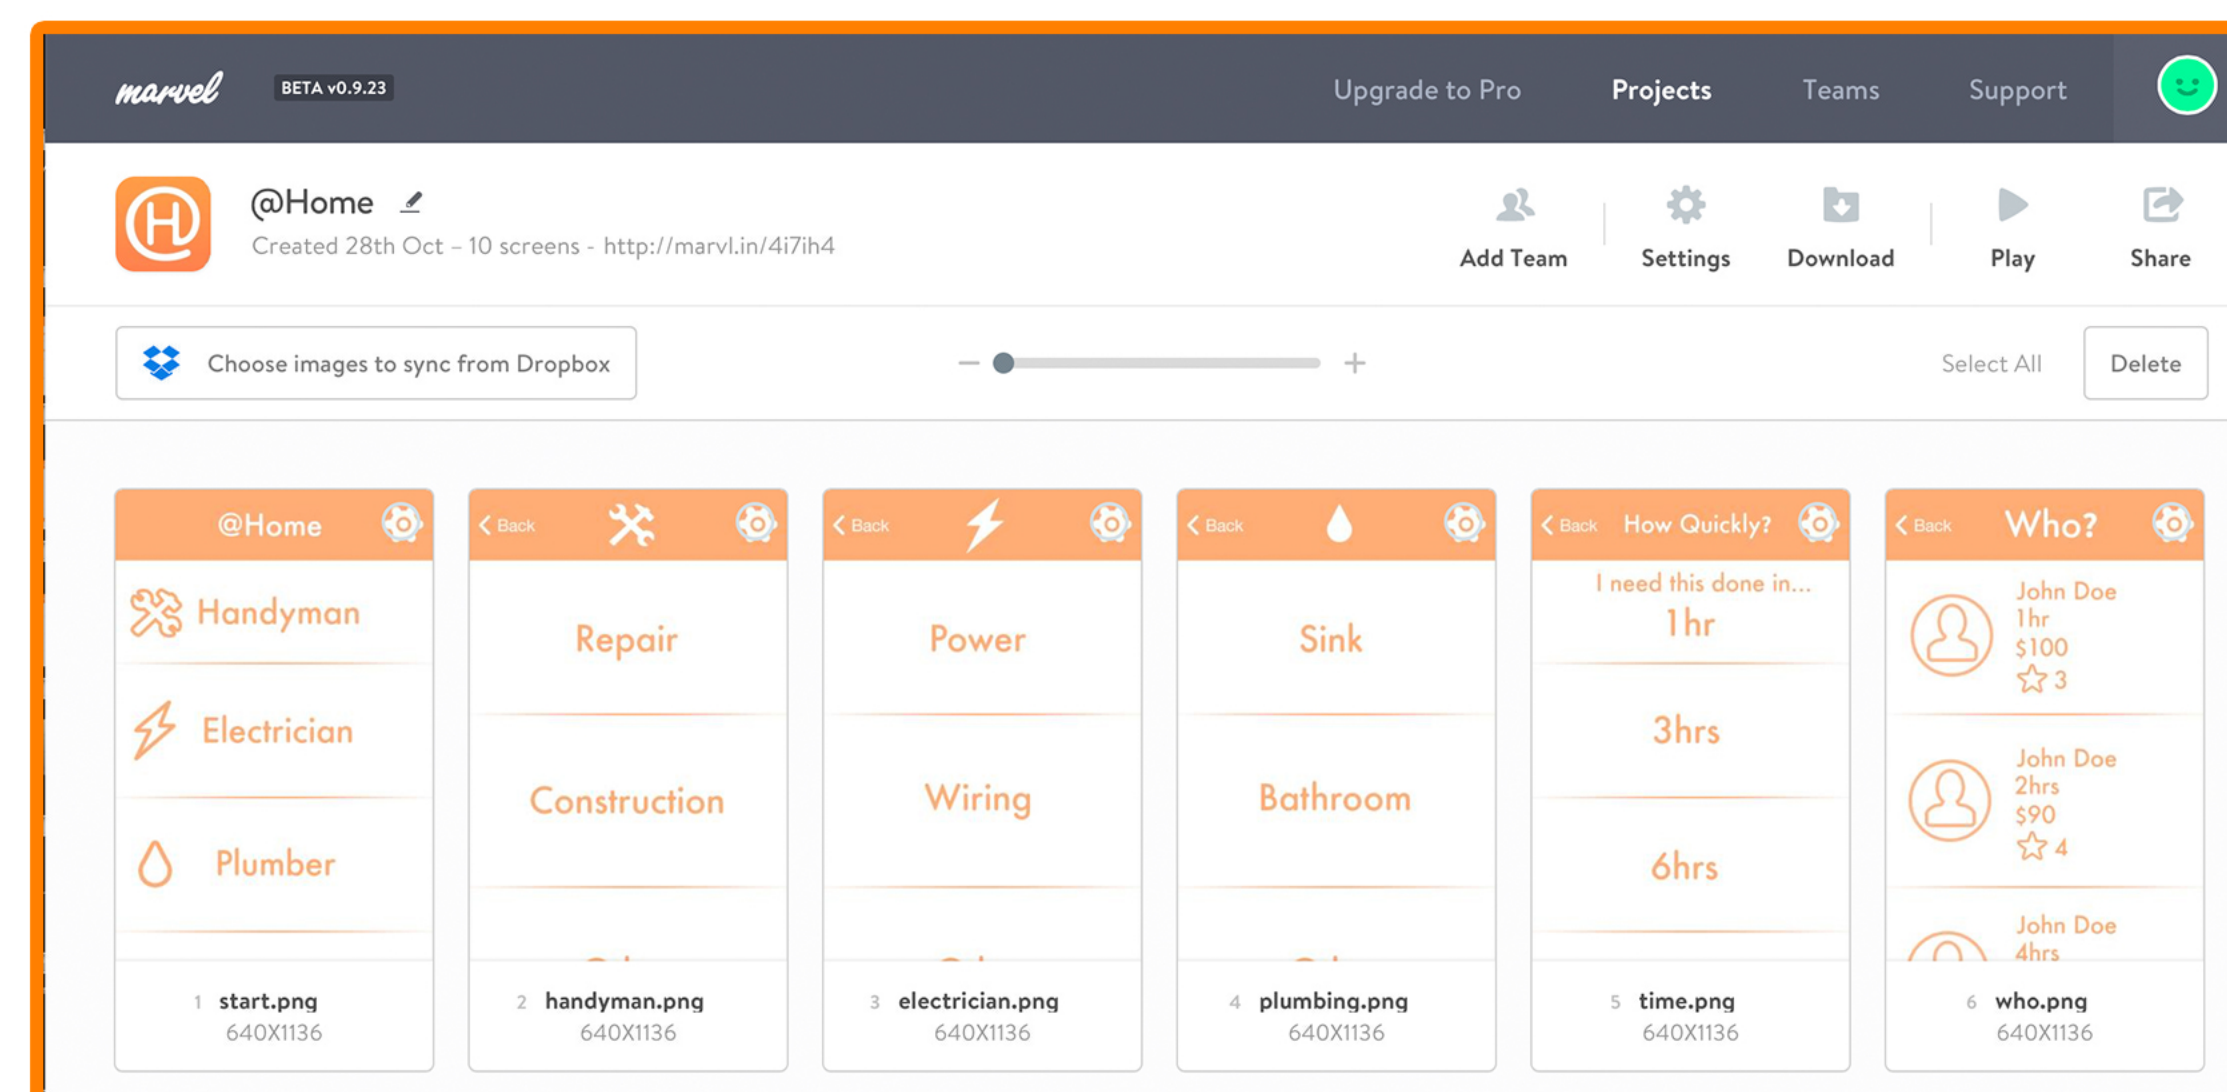 marvel BETA v0.9.23 Upgrade to Pro Projects Teams Support
@Home
Created 28th Oct – 10 screens - http://marvl.in/4i7ih4
Add Team Settings Download Play Share
Choose images to sync from Dropbox
Select All Delete
@Home
Handyman
Electrician
Plumber
1 start.png
640X1136
Back
Repair
Construction
2 handyman.png
640X1136
Back
Power
Wiring
3 electrician.png
640X1136
Back
Sink
Bathroom
4 plumbing.png
640X1136
Back How Quickly?
I need this done in...
1hr
3hrs
6hrs
5 time.png
640X1136
Back Who?
John Doe
1hr
$100
3
John Doe
2hrs
$90
4
John Doe
4hrs
6 who.png
640X1136